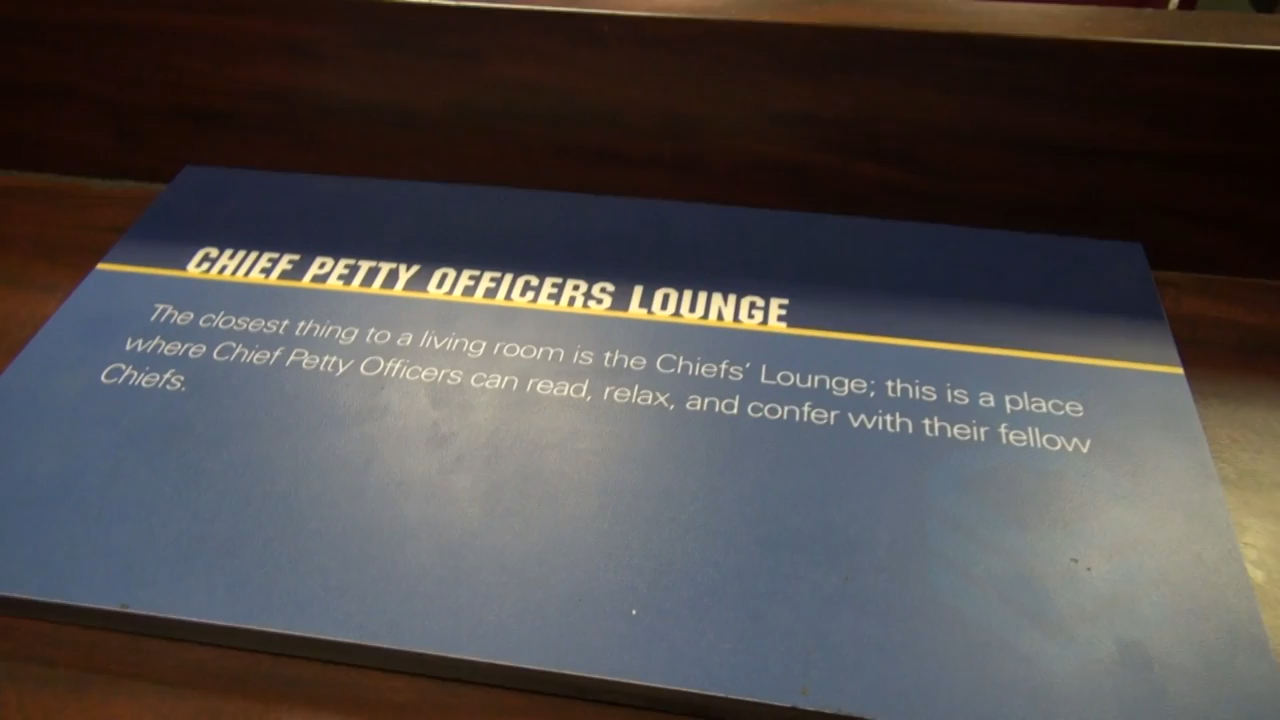 CHIEF PETTY OFFICERS LOUNGE
The closest thing to a living room is the Chiefs' Lounge; this is a place
where Chief Petty Officers can read, relax, and confer with their fellow
Chiefs.